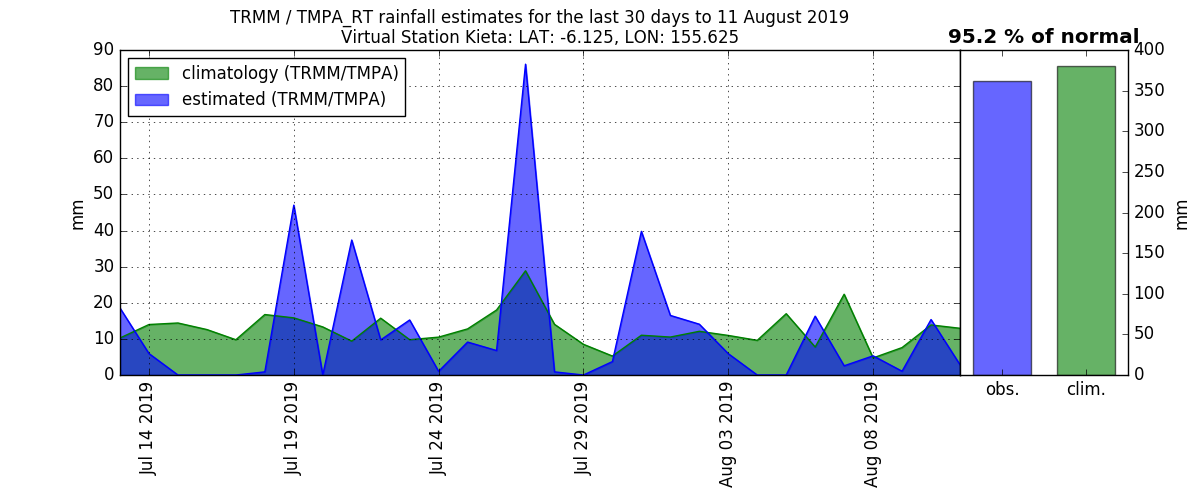 TRMM / TMPA_RT rainfall estimates for the last 30 days to 11 August 2019
Virtual Station Kieta: LAT: -6.125, LON: 155.625
95.2 % of normal
climatology (TRMM/TMPA)
estimated (TRMM/TMPA)
90
80
70
60
50
40
30
20
10
0
mm
400
350
300
250
200
150
100
50
0
mm
Jul 14 2019
Jul 19 2019
Jul 24 2019
Jul 29 2019
Aug 03 2019
Aug 08 2019
obs.
clim.